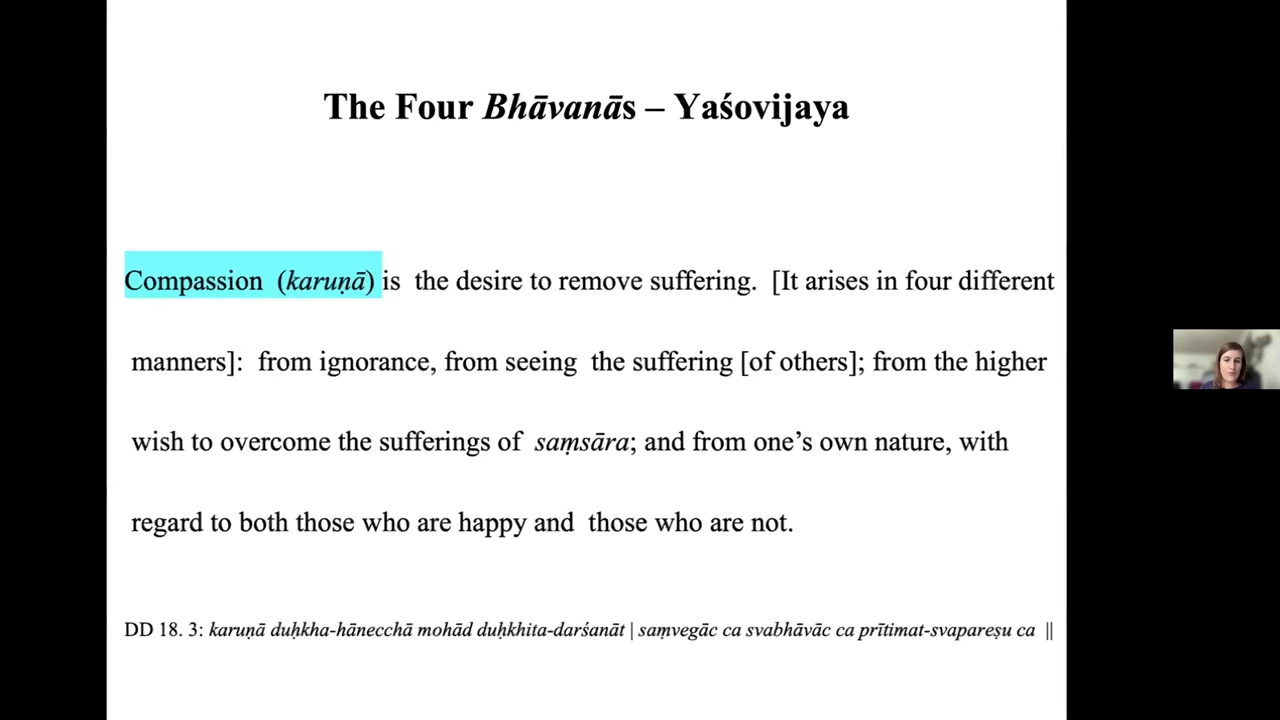 The Four Bhāvanās – Yaśovijaya
Compassion (karuṇā) is the desire to remove suffering. [It arises in four different
manners]: from ignorance, from seeing the suffering [of others]; from the higher
wish to overcome the sufferings of saṃsāra; and from one’s own nature, with
regard to both those who are happy and those who are not.
DD 18. 3: karuṇā duḥkha-hānecchā mohād duḥkhita-darśanāt | saṃvegāc ca svabhāvāc ca prītimat-svapareṣu ca ||